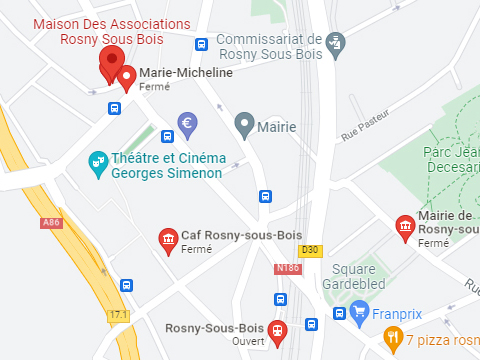 Maison Des Associations
Rosny Sous Bois
Commissariat de
Rosny Sous Bois
Marie-Micheline
Fermé
€
Mairie
Rue Pasteur
Théâtre et Cinéma
Georges Simenon
Parc Jean
Decesari
A86
Caf Rosny-sous-Bois
Fermé
Mairie de
Rosny-sou
Fermé
D30
N186
Square
Gardebled
17.1
Franprix
Rosny-Sous-Bois
Ouvert
7 pizza rosn
Rue